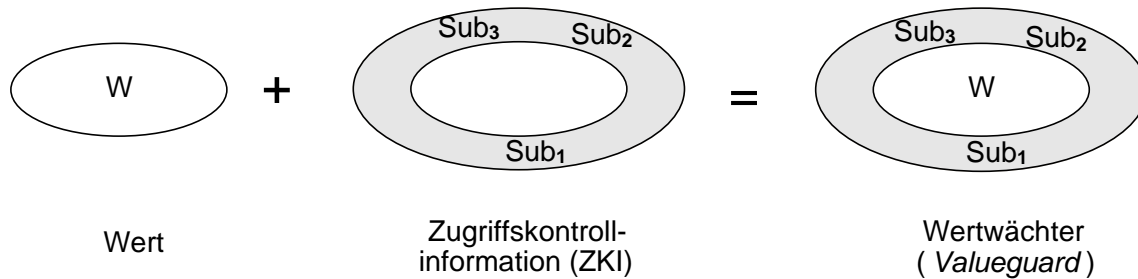 W
+
Sub₃ Sub₂
Sub₁
=
Sub₃ Sub₂
W
Sub₁
Wert
Zugriffskontroll-
information (ZKI)
Wertwächter
( Valueguard )